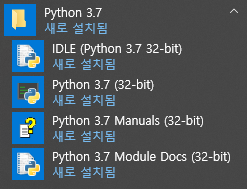 Python 3.7
새로 설치됨
IDLE (Python 3.7 32-bit)
새로 설치됨
Python 3.7 (32-bit)
새로 설치됨
Python 3.7 Manuals (32-bit)
새로 설치됨
Python 3.7 Module Docs (32-bit)
새로 설치됨